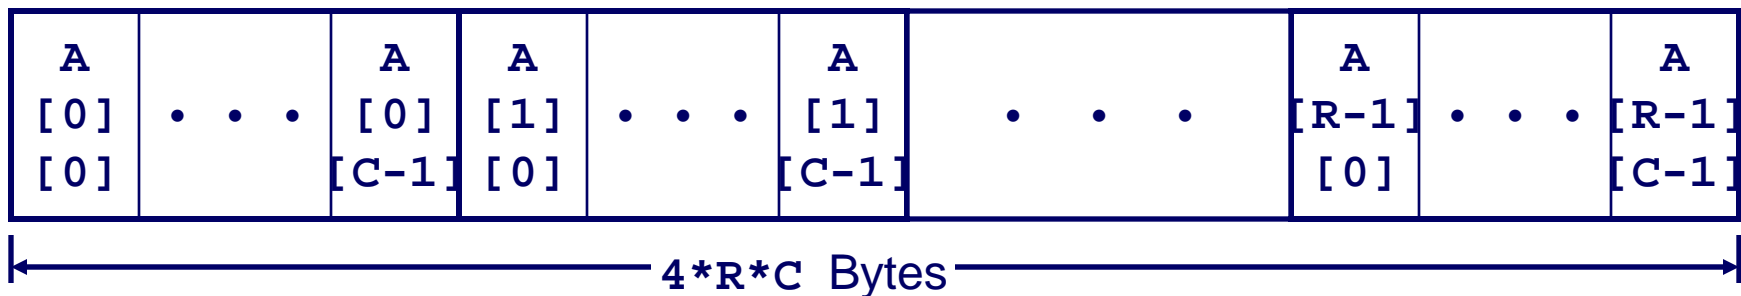 A A A A A A
[0] • • • [0] [1] • • • [1] • • • [R-1] • • • [R-1]
[0] [C-1] [0] [C-1] [0] [C-1]
4*R*C Bytes